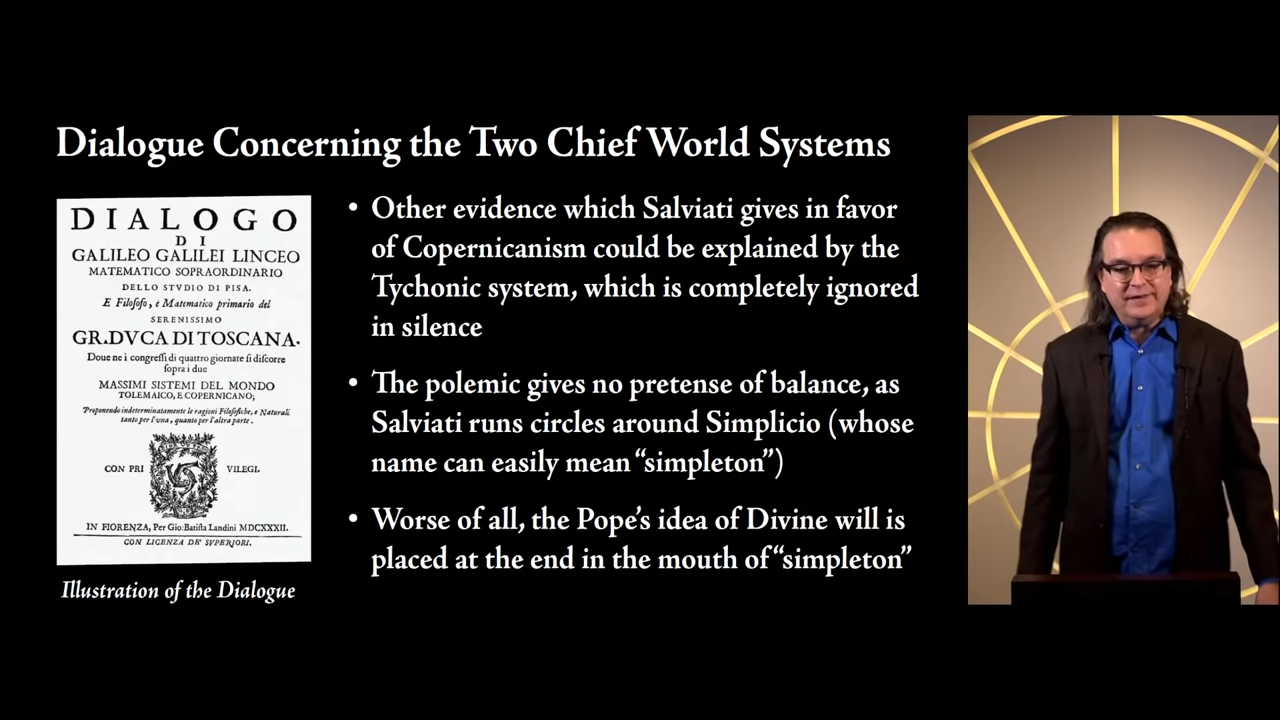 Dialogue Concerning the Two Chief World Systems
DIALOGO
DI
GALILEO GALILEI LINCEO
MATEMATICO SOPRAORDINARIO
DELLO STVDIO DI PISA.
E Filosofo, e Matematico primario del
SERENISSIMO
GR.DVCA DI TOSCANA.
Doue ne i congressi di quattro giornate si discorre
sopra i due
MASSIMI SISTEMI DEL MONDO
TOLEMAICO, E COPERNICANO;
Proponendo indeterminatamente le ragioni Filosofiche, e Naturali
tanto per l'vna, quanto per l'altra parte.
CON PRI VILEGI.
IN FIORENZA, Per Gio:Batista Landini MDCXXXII.
CON LICENZA DE' SVPERIORI.
Illustration of the Dialogue
• Other evidence which Salviati gives in favor
of Copernicanism could be explained by the
Tychonic system, which is completely ignored
in silence
• The polemic gives no pretense of balance, as
Salviati runs circles around Simplicio (whose
name can easily mean “simpleton”)
• Worse of all, the Pope’s idea of Divine will is
placed at the end in the mouth of “simpleton”